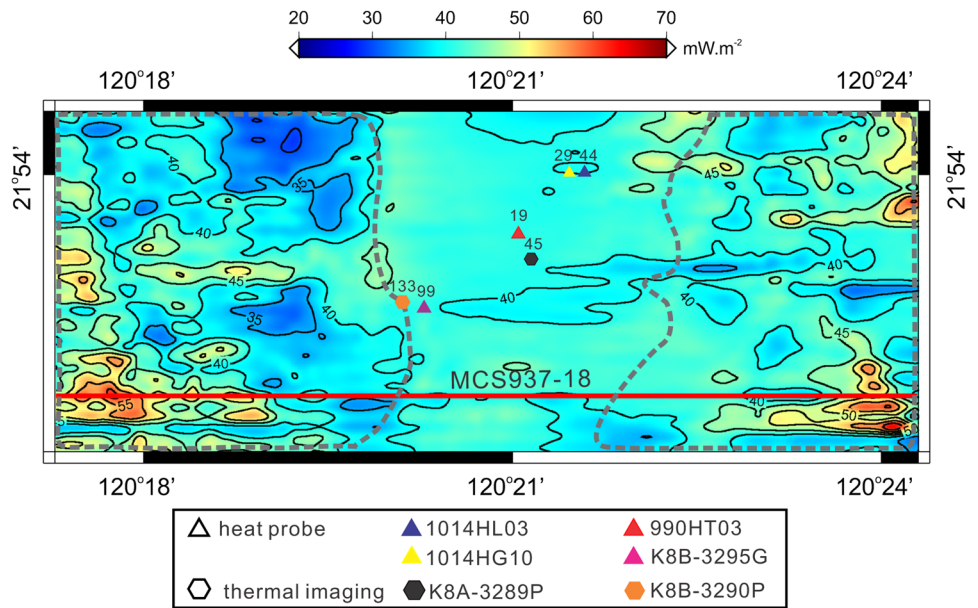 20 30 40 50 60 70
mW.m-2
120°18' 120°21' 120°24'
21°54' 21°54'
40 29 44 45
35
19
40 45 40
45
133 99 40 40
35 40
45
40 40
MCS937-18
55 40
50
120°18' 120°21' 120°24'
heat probe 1014HL03 990HT03
1014HG10 K8B-3295G
thermal imaging K8A-3289P K8B-3290P